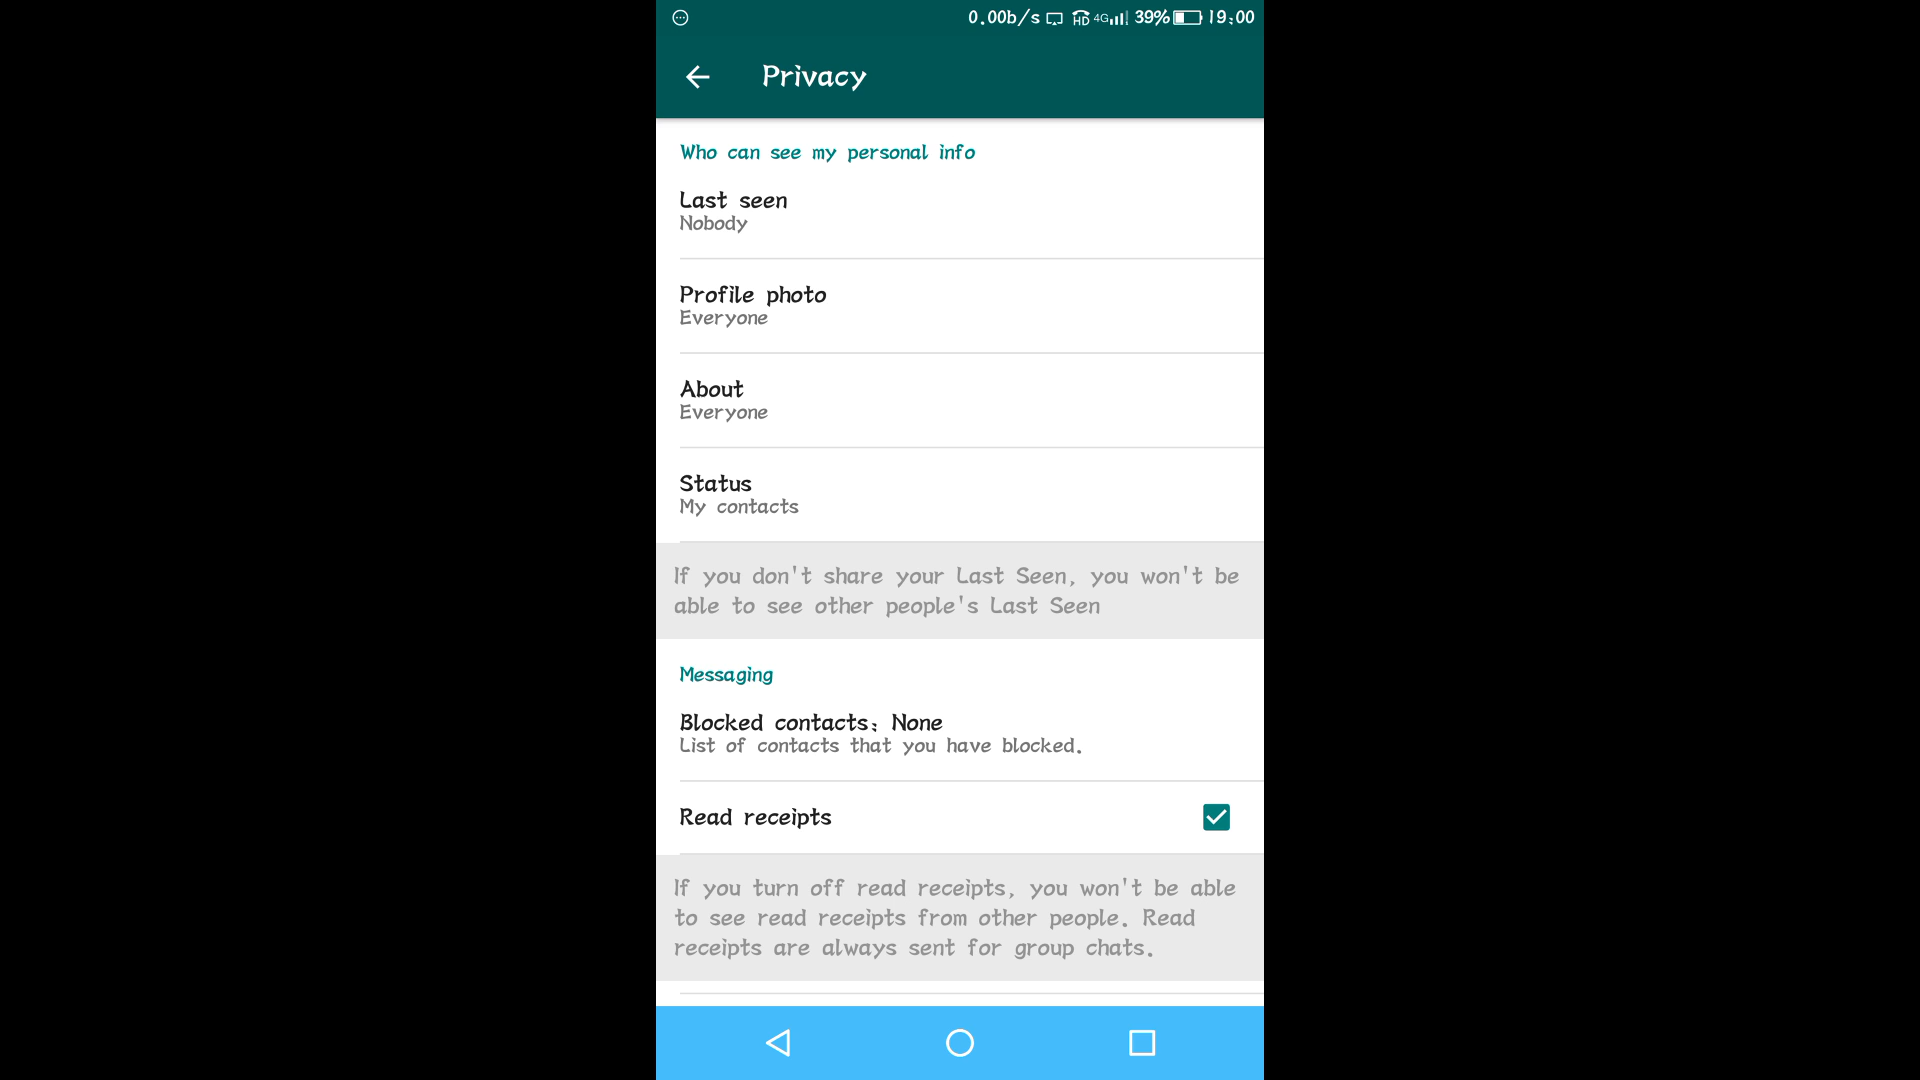 0.00b/s HD 4G 39% 19:00
Privacy
Who can see my personal info
Last seen
Nobody
Profile photo
Everyone
About
Everyone
Status
My contacts
If you don't share your Last Seen, you won't be
able to see other people's Last Seen
Messaging
Blocked contacts: None
List of contacts that you have blocked.
Read receipts
If you turn off read receipts, you won't be able
to see read receipts from other people. Read
receipts are always sent for group chats.